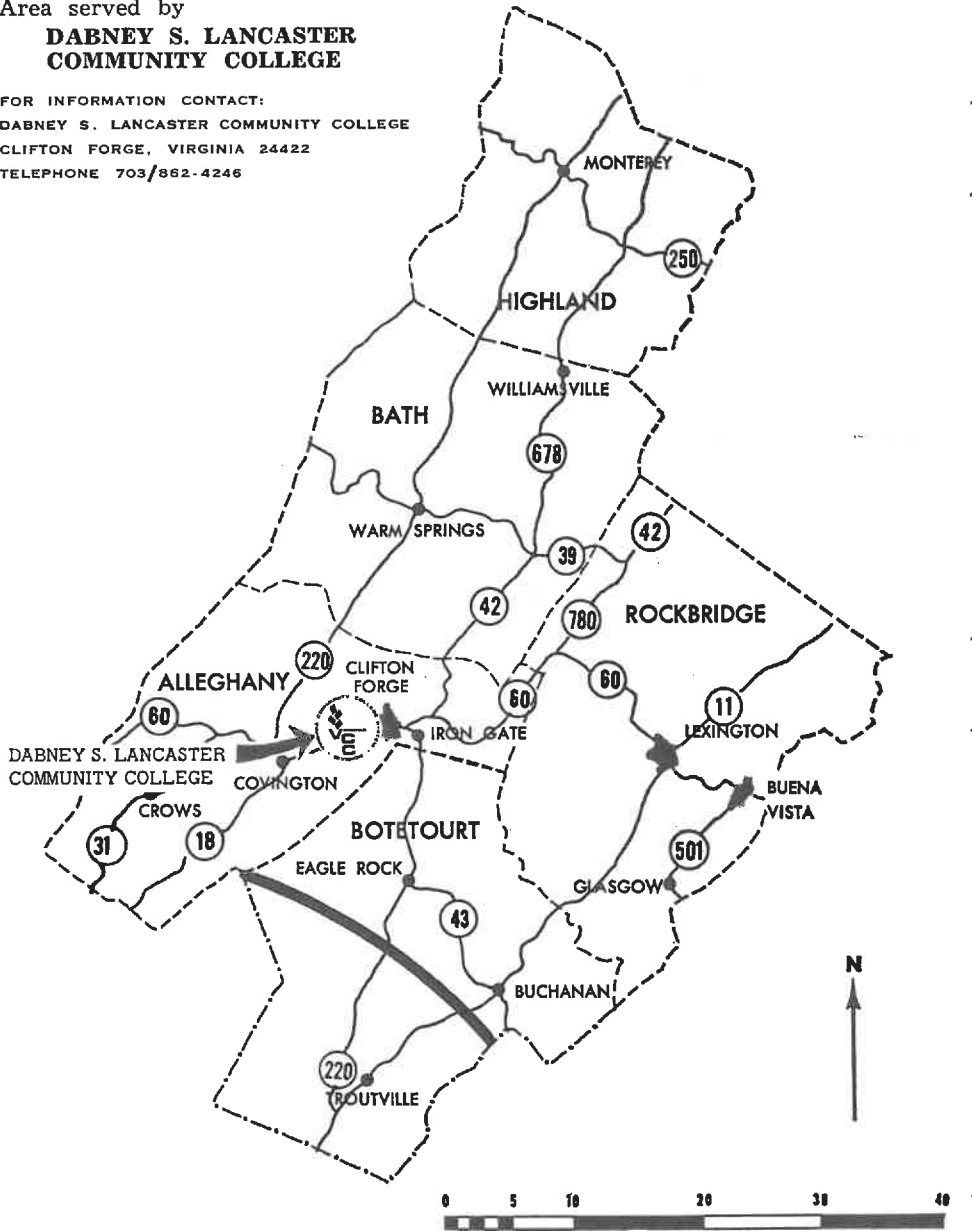 Area served by
DABNEY S. LANCASTER
COMMUNITY COLLEGE
FOR INFORMATION CONTACT:
DABNEY S. LANCASTER COMMUNITY COLLEGE
CLIFTON FORGE, VIRGINIA 24422
TELEPHONE 703/862-4246
MONTEREY
250
HIGHLAND
WILLIAMSVILLE
BATH
678
WARM SPRINGS
42
39
42
780
ROCKBRIDGE
220
CLIFTON
FORGE
ALLEGHANY
60
60
60
11
LEXINGTON
IRON GATE
DABNEY S. LANCASTER
COMMUNITY COLLEGE
COVINGTON
BUENA
VISTA
CROWS
31
18
BOTETOURT
501
EAGLE ROCK
GLASGOW
43
BUCHANAN
N
220
TROUTVILLE
0 5 10 20 30 40